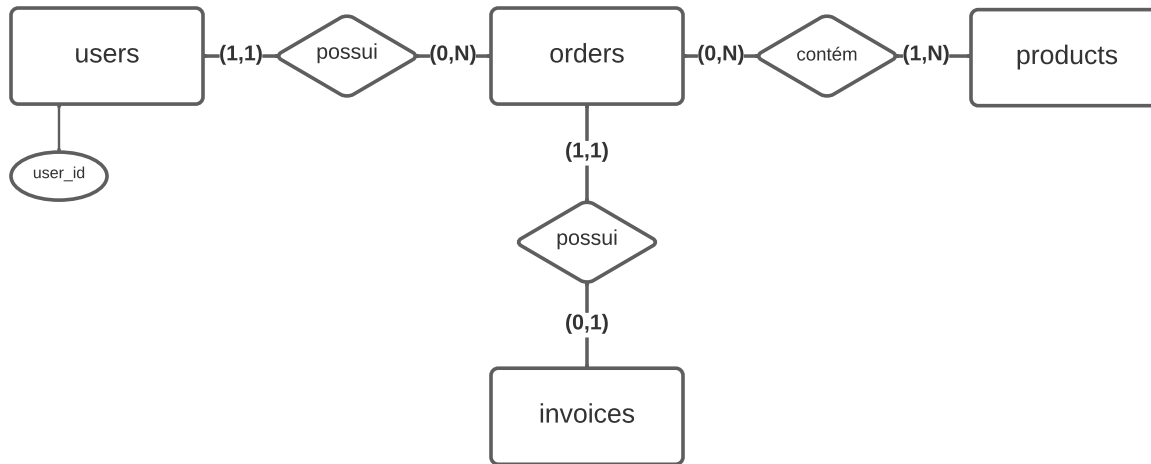 users
(1,1)
possui
(0,N)
orders
(0,N)
contém
(1,N)
products
user_id
(1,1)
possui
(0,1)
invoices